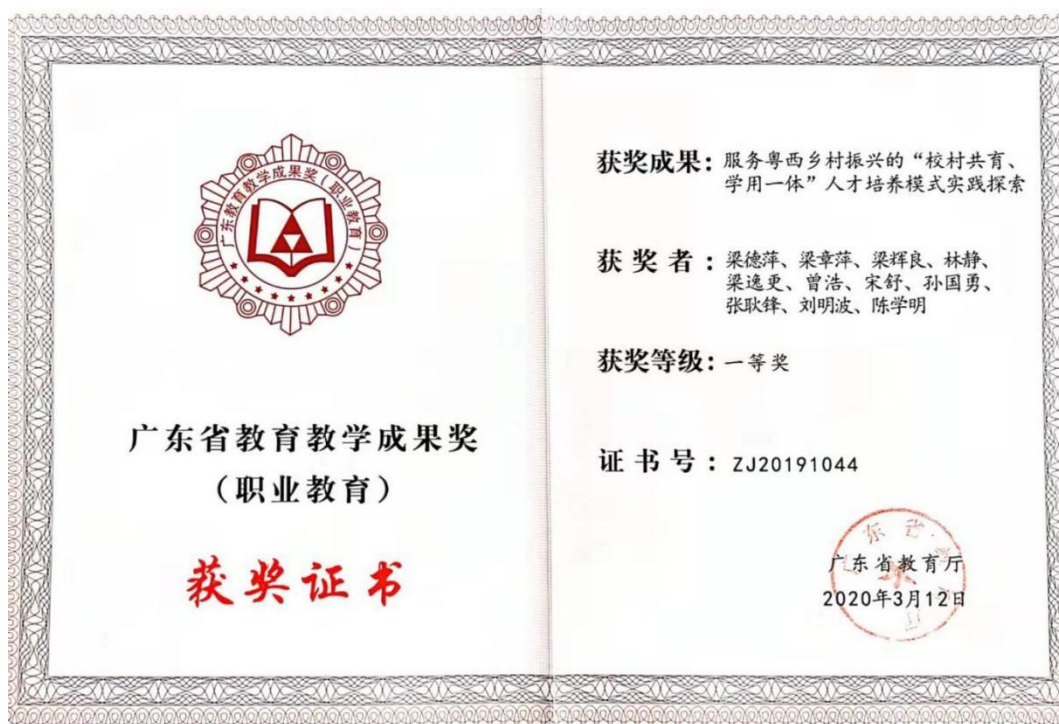 广东教育教学成果奖（职业教育）
广东省教育教学成果奖
（职业教育）
获奖证书
获奖成果：服务粤西乡村振兴的“校村共育、
学用一体”人才培养模式实践探索
获奖者：梁德萍、梁章萍、梁辉良、林静、
梁逸更、曾浩、宋舒、孙国勇、
张耿锋、刘明波、陈学明
获奖等级：一等奖
证书号：ZJ20191044
广东省教育厅
2020年3月12日